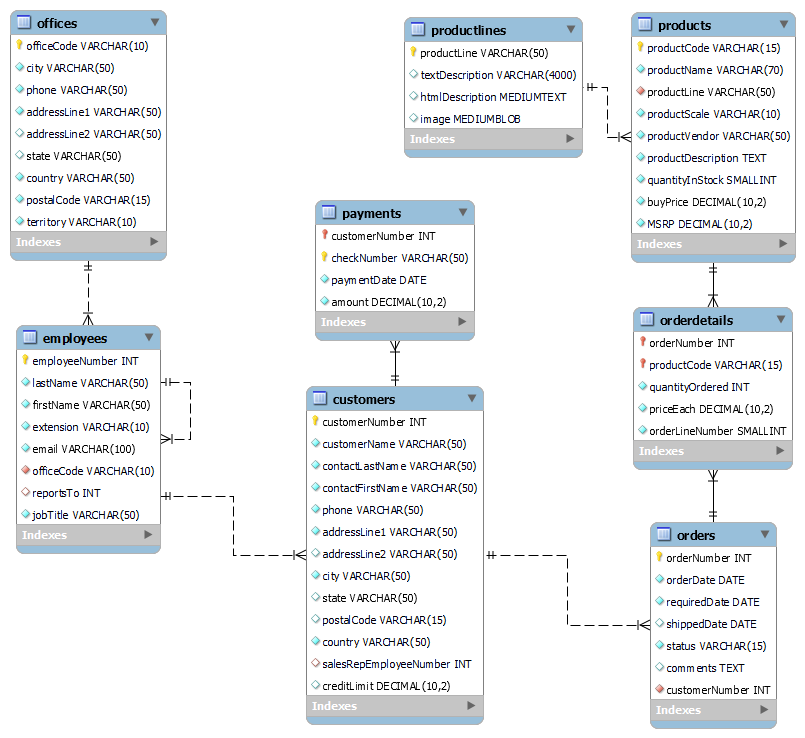 offices
officeCode VARCHAR(10)
city VARCHAR(50)
phone VARCHAR(50)
addressLine1 VARCHAR(50)
addressLine2 VARCHAR(50)
state VARCHAR(50)
country VARCHAR(50)
postalCode VARCHAR(15)
territory VARCHAR(10)
Indexes
employees
employeeNumber INT
lastName VARCHAR(50)
firstName VARCHAR(50)
extension VARCHAR(10)
email VARCHAR(100)
officeCode VARCHAR(10)
reportsTo INT
jobTitle VARCHAR(50)
Indexes
productlines
productLine VARCHAR(50)
textDescription VARCHAR(4000)
htmlDescription MEDIUMTEXT
image MEDIUMBLOB
Indexes
payments
customerNumber INT
checkNumber VARCHAR(50)
paymentDate DATE
amount DECIMAL(10,2)
Indexes
customers
customerNumber INT
customerName VARCHAR(50)
contactLastName VARCHAR(50)
contactFirstName VARCHAR(50)
phone VARCHAR(50)
addressLine1 VARCHAR(50)
addressLine2 VARCHAR(50)
city VARCHAR(50)
state VARCHAR(50)
postalCode VARCHAR(15)
country VARCHAR(50)
salesRepEmployeeNumber INT
creditLimit DECIMAL(10,2)
Indexes
products
productCode VARCHAR(15)
productName VARCHAR(70)
productLine VARCHAR(50)
productScale VARCHAR(10)
productVendor VARCHAR(50)
productDescription TEXT
quantityInStock SMALLINT
buyPrice DECIMAL(10,2)
MSRP DECIMAL(10,2)
Indexes
orderdetails
orderNumber INT
productCode VARCHAR(15)
quantityOrdered INT
priceEach DECIMAL(10,2)
orderLineNumber SMALLINT
Indexes
orders
orderNumber INT
orderDate DATE
requiredDate DATE
shippedDate DATE
status VARCHAR(15)
comments TEXT
customerNumber INT
Indexes